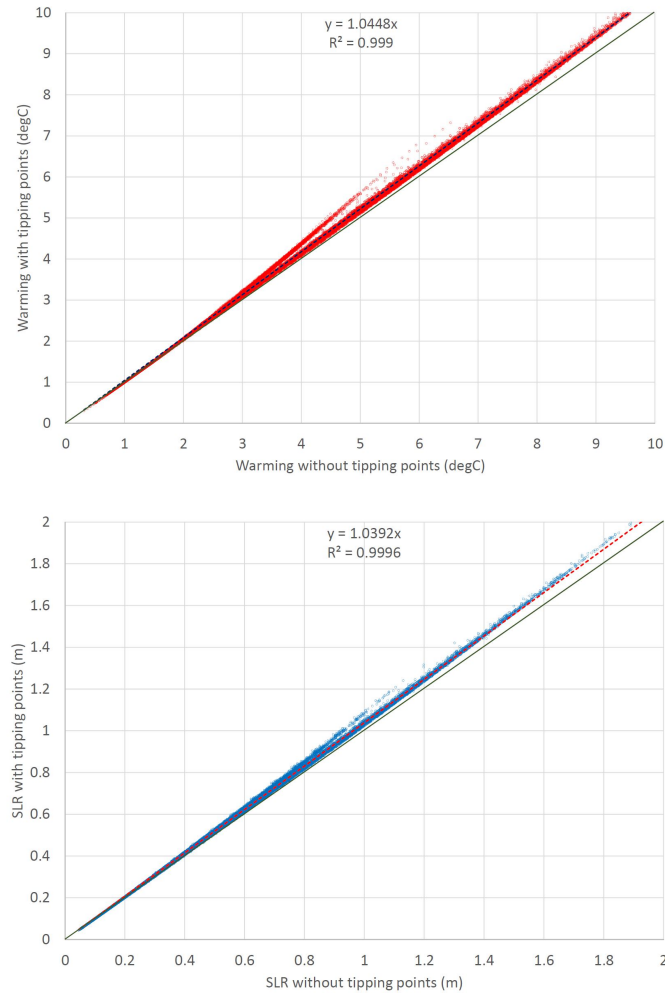 y = 1.0448x
R² = 0.999
10
9
8
7
6
5
4
3
2
1
0
Warming with tipping points (degC)
0 1 2 3 4 5 6 7 8 9 10
Warming without tipping points (degC)
y = 1.0392x
R² = 0.9996
2
1.8
1.6
1.4
1.2
1
0.8
0.6
0.4
0.2
0
SLR with tipping points (m)
0 0.2 0.4 0.6 0.8 1 1.2 1.4 1.6 1.8 2
SLR without tipping points (m)